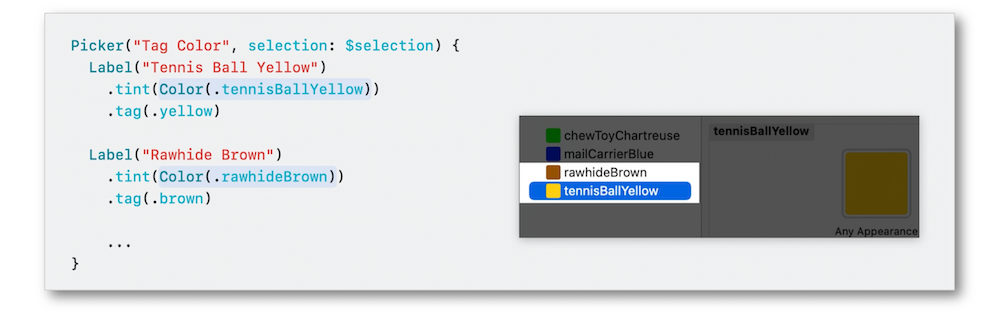 Picker("Tag Color", selection: $selection) {
  Label("Tennis Ball Yellow")
    .tint(Color(.tennisBallYellow))
    .tag(.yellow)
  Label("Rawhide Brown")
    .tint(Color(.rawhideBrown))
    .tag(.brown)
    ...
}
chewToyChartreuse
mailCarrierBlue
rawhideBrown
tennisBallYellow
tennisBallYellow
Any Appearance